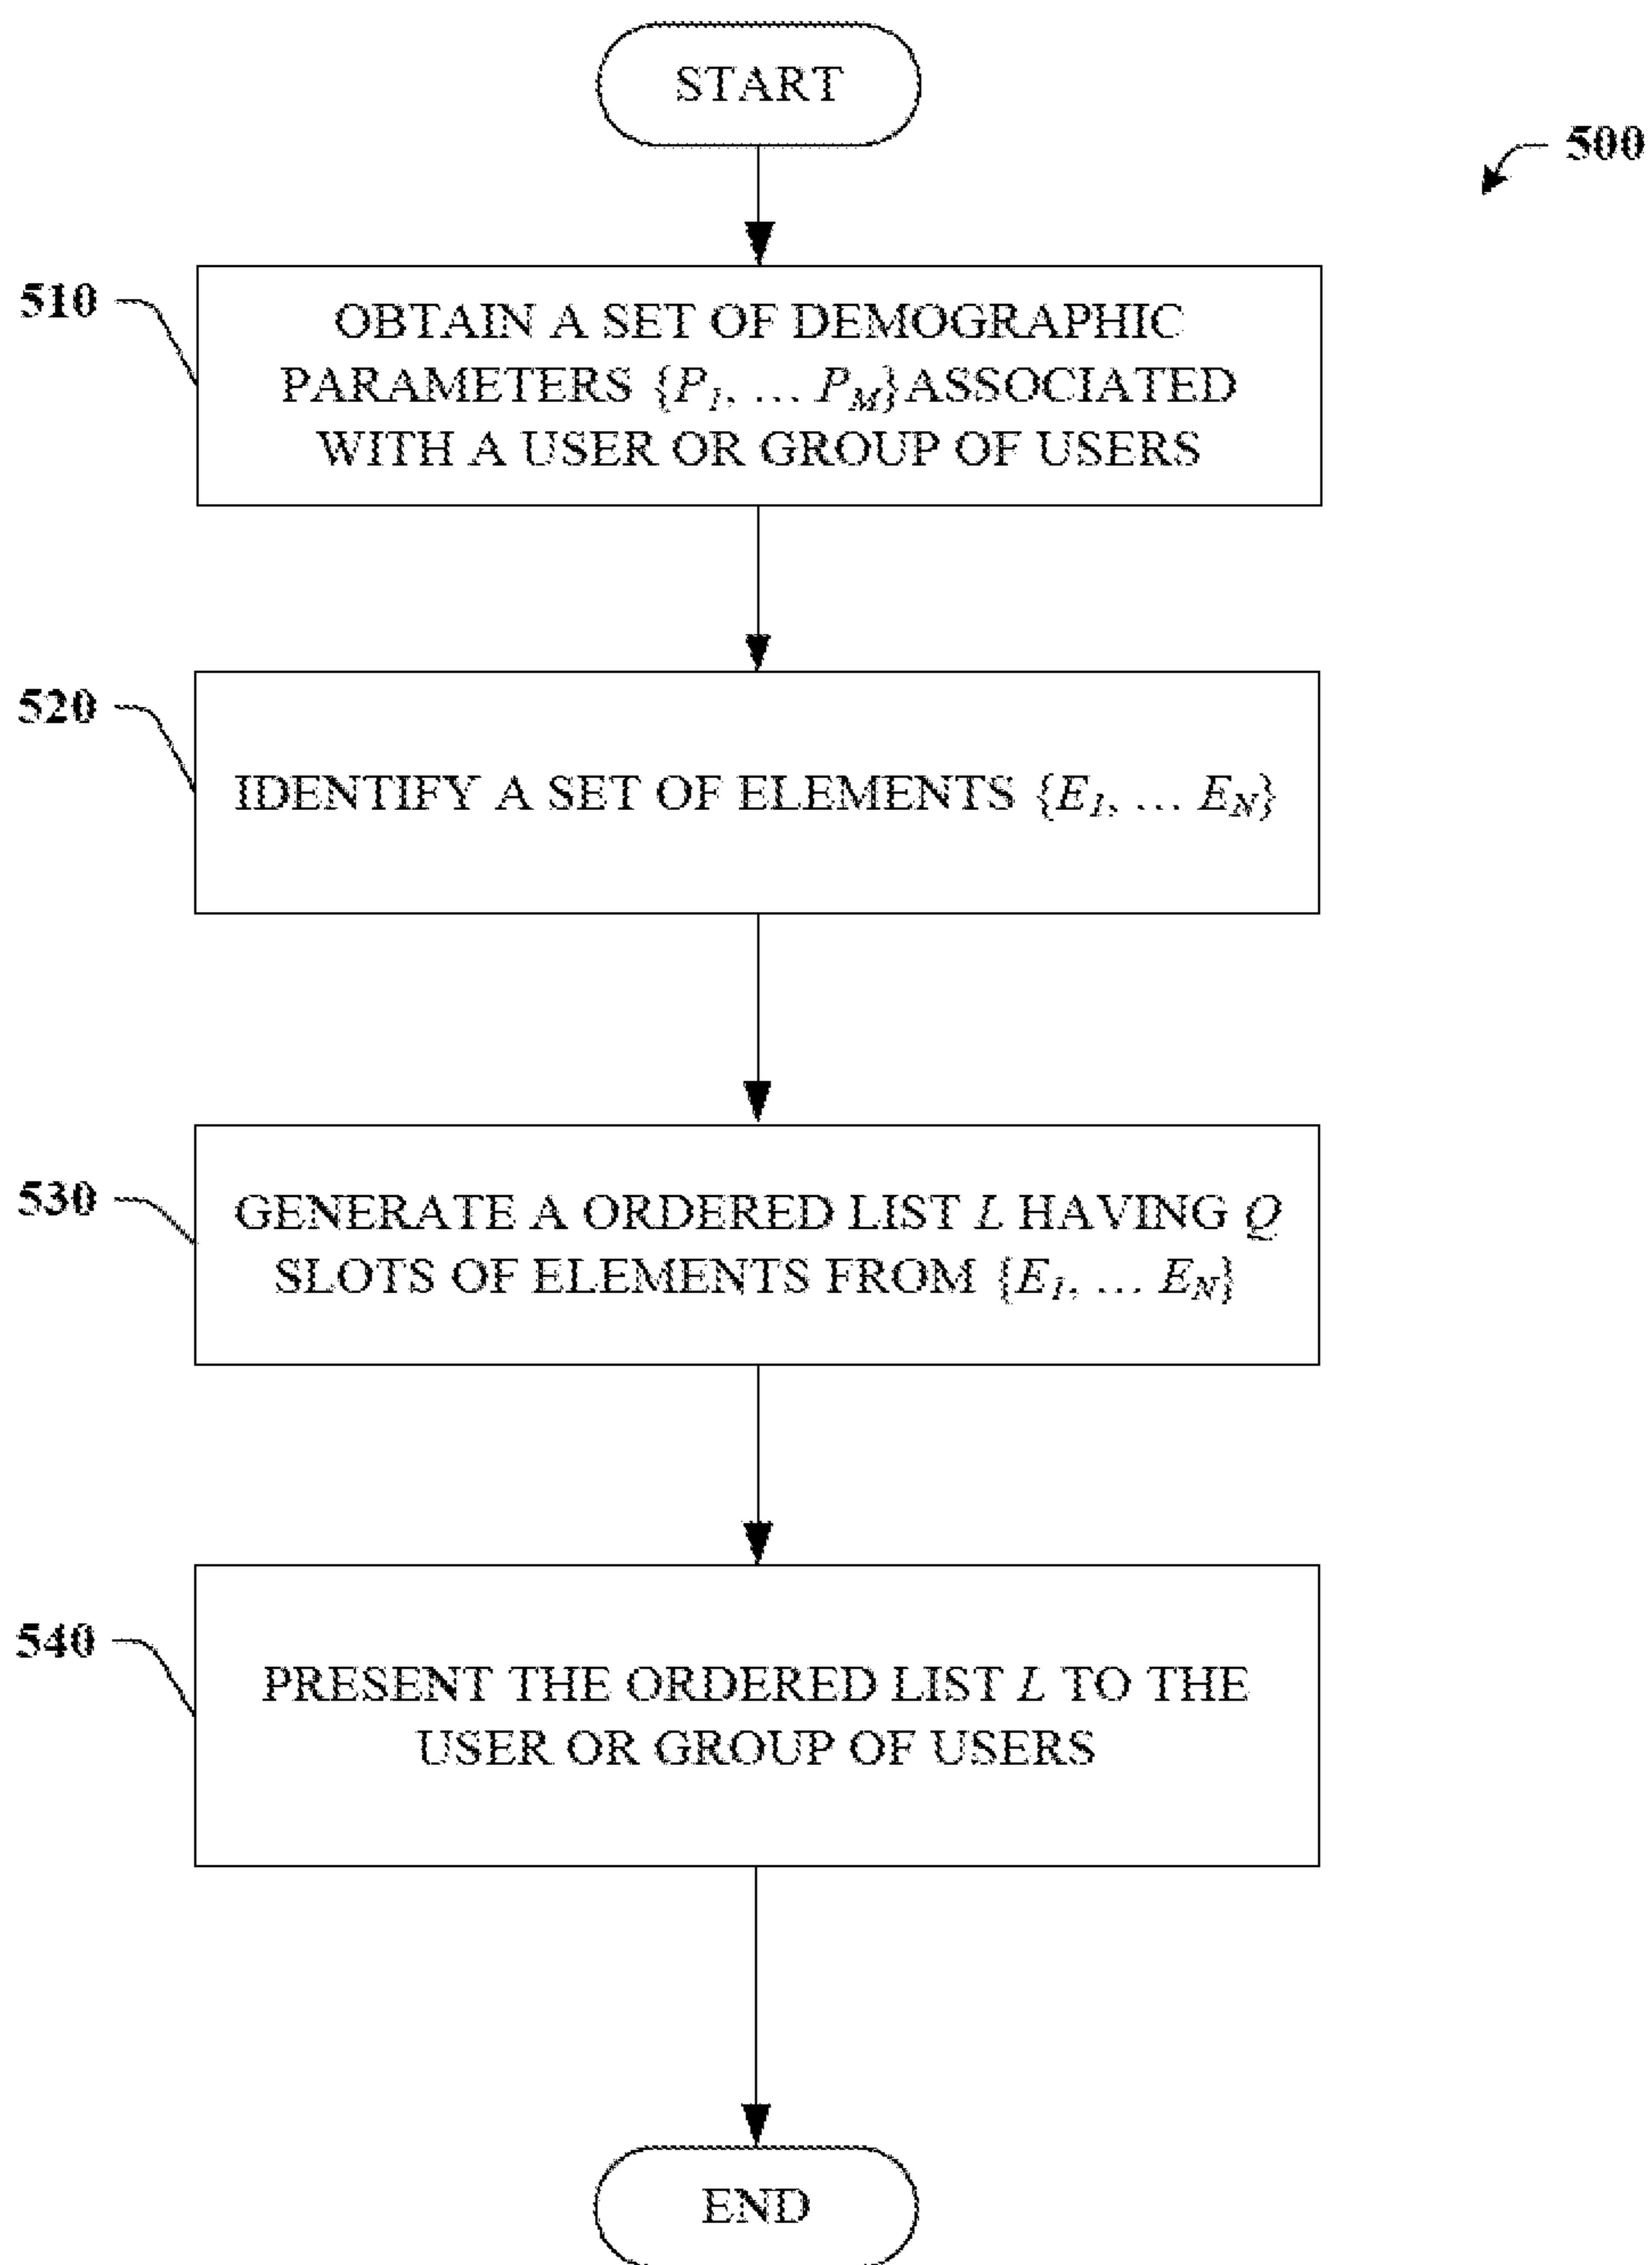 START
500
510
OBTAIN A SET OF DEMOGRAPHIC
PARAMETERS {P1, … PM}ASSOCIATED
WITH A USER OR GROUP OF USERS
520
IDENTIFY A SET OF ELEMENTS {E1, … EN}
530
GENERATE A ORDERED LIST L HAVING Q
SLOTS OF ELEMENTS FROM {E1, … EN}
540
PRESENT THE ORDERED LIST L TO THE
USER OR GROUP OF USERS
END